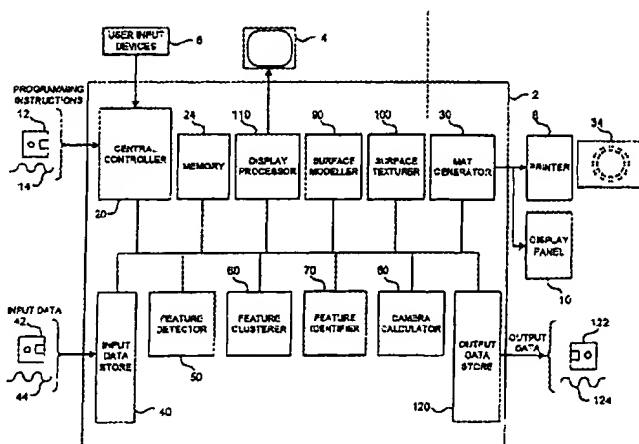 USER INPUT DEVICES
6
4
PROGRAMMING INSTRUCTIONS
12
14
2
CENTRAL CONTROLLER
20
24
MEMORY
110
DISPLAY PROCESSOR
90
SURFACE MODELLER
100
SURFACE TEXTURER
30
MAT GENERATOR
8
PRINTER
34
DISPLAY PANEL
10
INPUT DATA
42
44
INPUT DATA STORE
40
FEATURE DETECTOR
50
60
FEATURE CLUSTERER
70
FEATURE IDENTIFIER
80
CAMERA CALCULATOR
OUTPUT DATA STORE
120
OUTPUT DATA
122
124